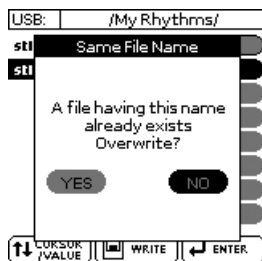 USB: /My Rhythms/
Same File Name
A file having this name
already exists
Overwrite?
YES NO
CURSOR
/VALUE WRITE ENTER